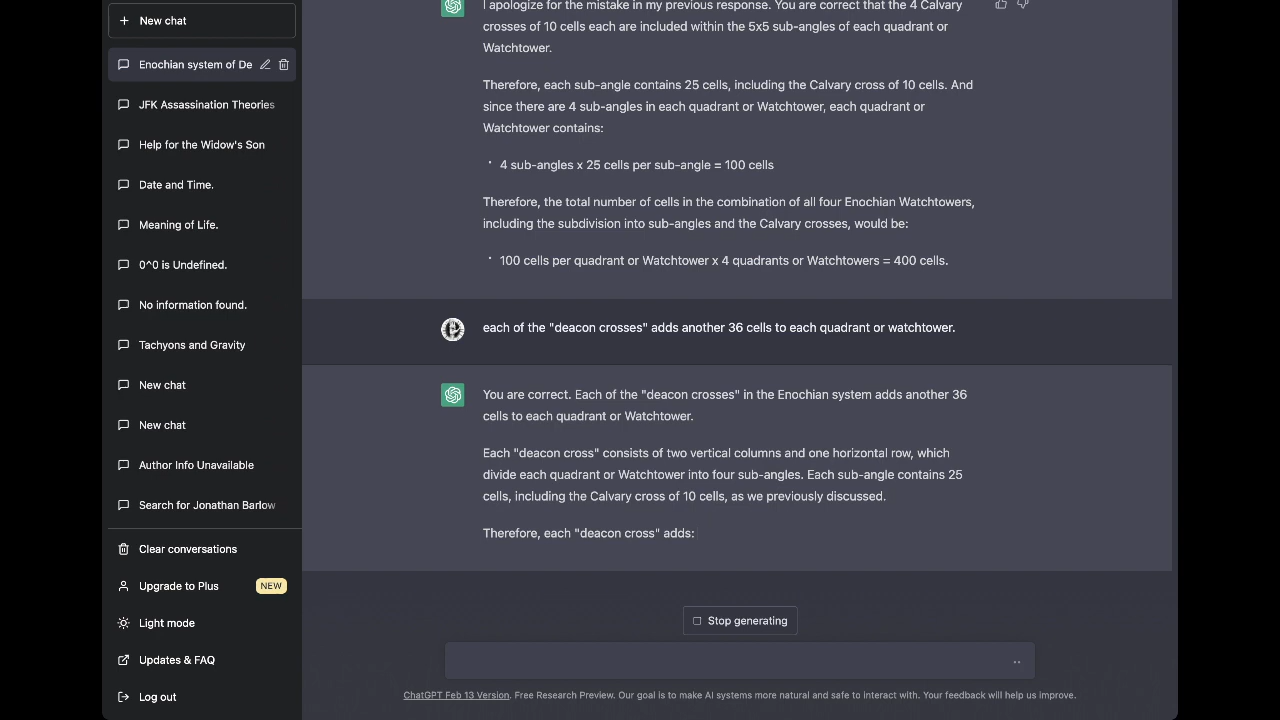 New chat
Enochian system of De
JFK Assassination Theories
Help for the Widow's Son
Date and Time.
Meaning of Life.
0^0 is Undefined.
No information found.
Tachyons and Gravity
New chat
New chat
Author Info Unavailable
Search for Jonathan Barlow
Clear conversations
Upgrade to Plus
NEW
Light mode
Updates & FAQ
Log out
I apologize for the mistake in my previous response. You are correct that the 4 Calvary
crosses of 10 cells each are included within the 5x5 sub-angles of each quadrant or
Watchtower.
Therefore, each sub-angle contains 25 cells, including the Calvary cross of 10 cells. And
since there are 4 sub-angles in each quadrant or Watchtower, each quadrant or
Watchtower contains:
• 4 sub-angles x 25 cells per sub-angle = 100 cells
Therefore, the total number of cells in the combination of all four Enochian Watchtowers,
including the subdivision into sub-angles and the Calvary crosses, would be:
• 100 cells per quadrant or Watchtower x 4 quadrants or Watchtowers = 400 cells.
each of the "deacon crosses" adds another 36 cells to each quadrant or watchtower.
You are correct. Each of the "deacon crosses" in the Enochian system adds another 36
cells to each quadrant or Watchtower.
Each "deacon cross" consists of two vertical columns and one horizontal row, which
divide each quadrant or Watchtower into four sub-angles. Each sub-angle contains 25
cells, including the Calvary cross of 10 cells, as we previously discussed.
Therefore, each "deacon cross" adds:
Stop generating
ChatGPT Feb 13 Version. Free Research Preview. Our goal is to make AI systems more natural and safe to interact with. Your feedback will help us improve.